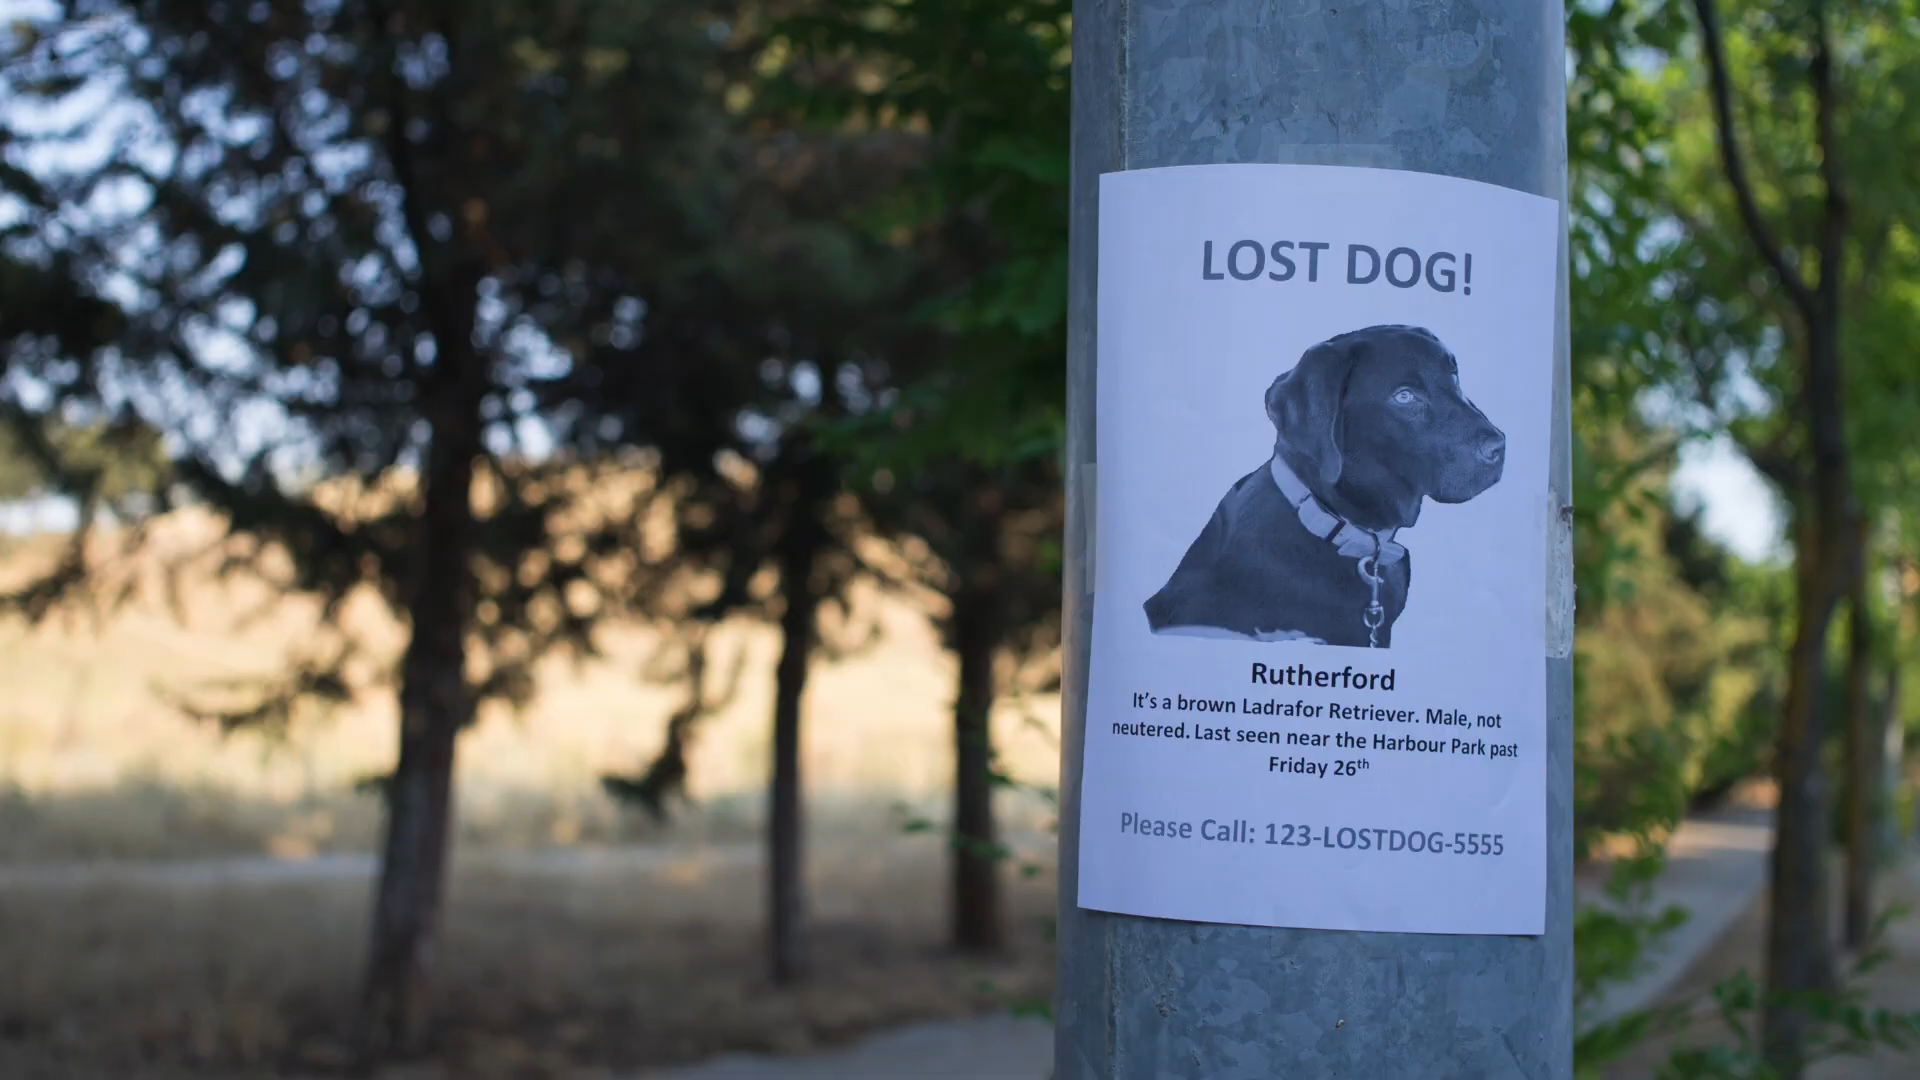 LOST DOG!
Rutherford
It's a brown Ladrafor Retriever. Male, not
neutered. Last seen near the Harbour Park past
Friday 26th
Please Call: 123-LOSTDOG-5555